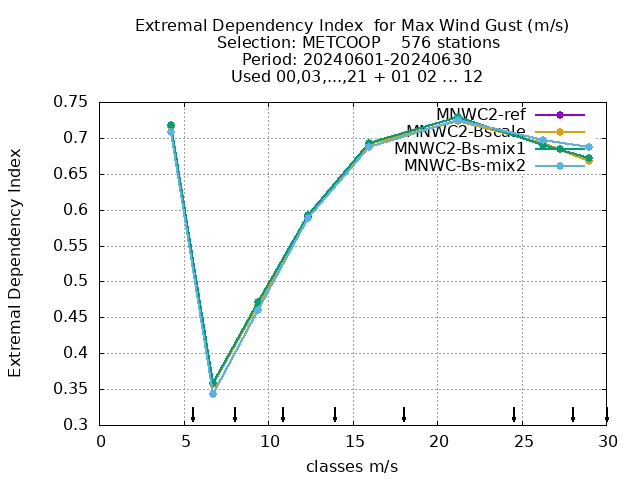 Extremal Dependency Index  for Max Wind Gust (m/s)
Selection: METCOOP    576 stations
Period: 20240601-20240630
Used 00,03,...,21 + 01 02 ... 12
Extremal Dependency Index
0.75
0.7
0.65
0.6
0.55
0.5
0.45
0.4
0.35
0.3
MNWC2-ref
MNWC2-Bscale
MNWC2-Bs-mix1
MNWC-Bs-mix2
0 5 10 15 20 25 30
classes m/s